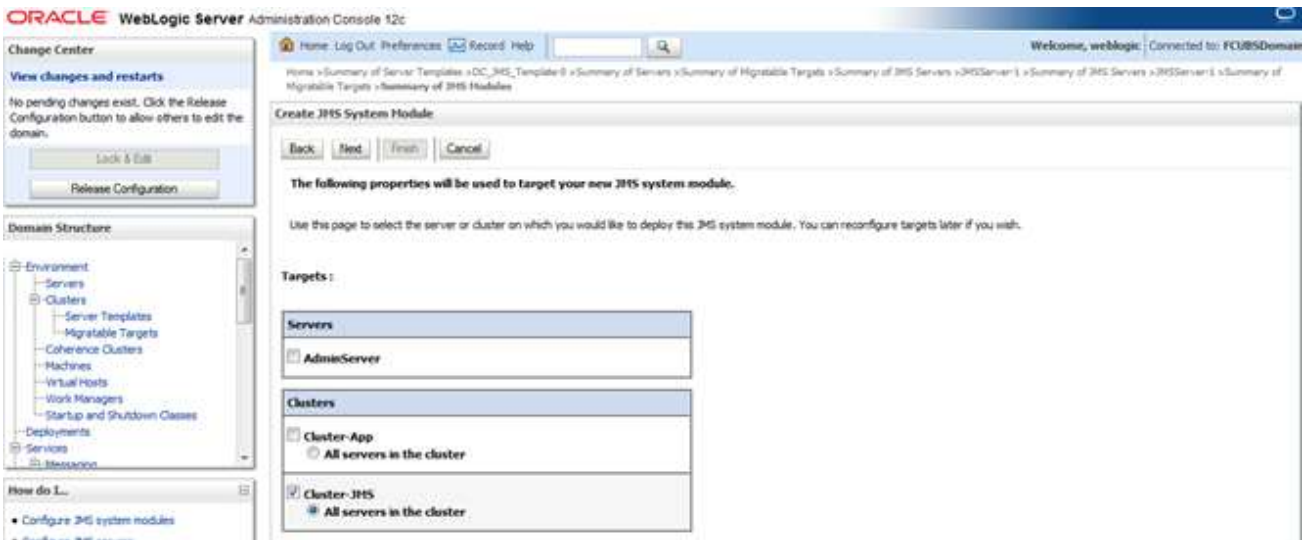 ORACLE WebLogic Server Administration Console 12c
Change Center
View changes and restarts
No pending changes exist. Click the Release
Configuration button to allow others to edit the
domain.
Lock & Edit
Release Configuration
Domain Structure
Environment
Servers
Clusters
Server Templates
Migratable Targets
Coherence Clusters
Machines
Virtual Hosts
Work Managers
Startup and Shutdown Classes
Deployments
Services
Messaging
How do I...
Configure JMS system modules
Home Log Out Preferences Record Help
Welcome, weblogic Connected to: FCUBSDomain
Home >Summary of Server Templates >DC_JMS_Template-0 >Summary of Servers >Summary of Migratable Targets >Summary of JMS Servers >JMSServer-1 >Summary of JMS Servers >JMSServer-1 >Summary of
Migratable Targets >Summary of JMS Modules
Create JMS System Module
Back Next Finish Cancel
The following properties will be used to target your new JMS system module.
Use this page to select the server or cluster on which you would like to deploy this JMS system module. You can reconfigure targets later if you wish.
Targets :
Servers
AdminServer
Clusters
Cluster-App
All servers in the cluster
Cluster-JMS
All servers in the cluster